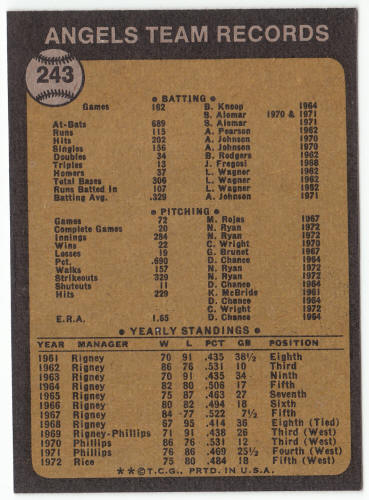 ANGELS TEAM RECORDS
243
• BATTING •
Games 162 B. Knoop 1964
S. Alomar 1970 & 1971
At-Bats 689 S. Alomar 1971
Runs 115 A. Pearson 1962
Hits 202 A. Johnson 1970
Singles 156 A. Johnson 1970
Doubles 34 B. Rodgers 1962
Triples 13 J. Fregosi 1968
Homers 37 L. Wagner 1962
Total Bases 306 L. Wagner 1962
Runs Batted In 107 L. Wagner 1962
Batting Avg. .329 A. Johnson 1971
• PITCHING •
Games 72 M. Rojas 1967
Complete Games 20 N. Ryan 1972
Innings 284 N. Ryan 1972
Wins 22 C. Wright 1970
Losses 19 G. Brunet 1967
Pct. .690 D. Chance 1964
Walks 157 N. Ryan 1972
Strikeouts 329 N. Ryan 1972
Shutouts 11 D. Chance 1964
Hits 229 K. McBride 1961
D. Chance 1964
C. Wright 1972
E.R.A. 1.65 D. Chance 1964
• YEARLY STANDINGS •
YEAR MANAGER W L PCT GB POSITION
1961 Rigney 70 91 .435 38½ Eighth
1962 Rigney 86 76 .531 10 Third
1963 Rigney 70 91 .435 34 Ninth
1964 Rigney 82 80 .506 17 Fifth
1965 Rigney 75 87 .463 27 Seventh
1966 Rigney 80 82 .494 18 Sixth
1967 Rigney 84 -77 .522 7½ Fifth
1968 Rigney 67 95 .414 36 Eighth (Tied)
1969 Rigney-Phillips 71 91 .438 26 Third (West)
1970 Phillips 86 76 .531 12 Third (West)
1971 Phillips 76 86 .469 25½ Fourth (West)
1972 Rice 75 80 .484 18 Fifth (West)
**© T.C.G., PRTD. IN U.S.A.